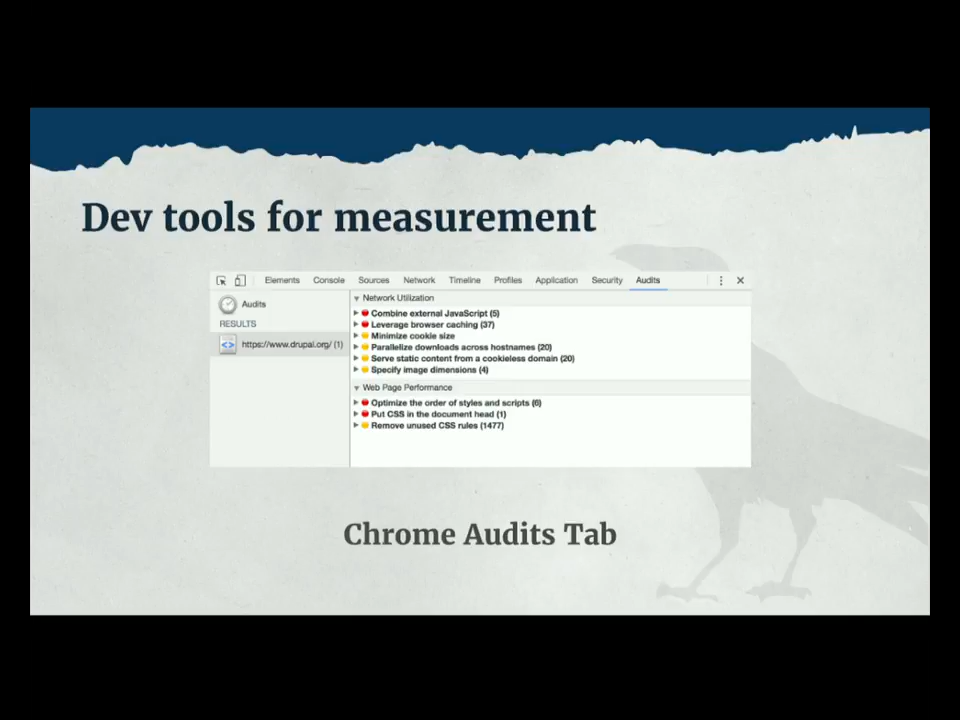 Dev tools for measurement
Elements Console Sources Network Timeline Profiles Application Security Audits
Audits
RESULTS
https://www.drupal.org/ (1)
Network Utilization
Combine external JavaScript (5)
Leverage browser caching (37)
Minimize cookie size
Parallelize downloads across hostnames (20)
Serve static content from a cookieless domain (20)
Specify image dimensions (4)
Web Page Performance
Optimize the order of styles and scripts (6)
Put CSS in the document head (1)
Remove unused CSS rules (1477)
Chrome Audits Tab